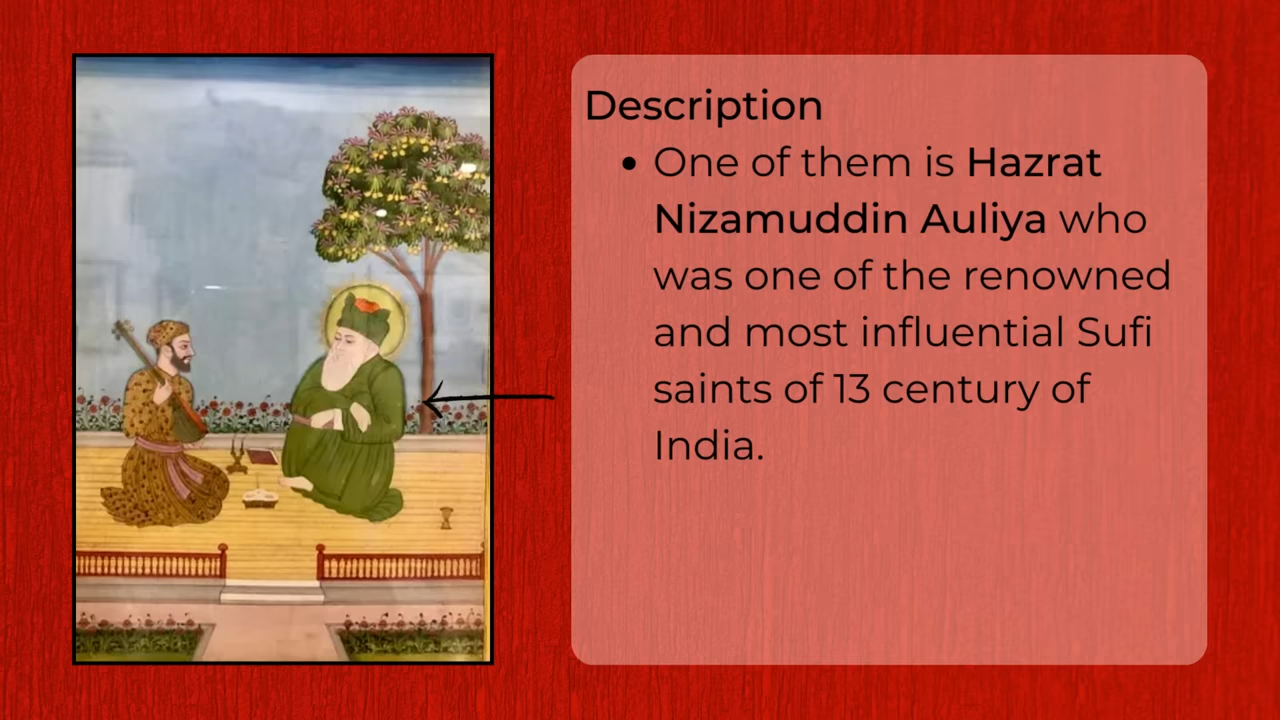 Description
• One of them is Hazrat
Nizamuddin Auliya who
was one of the renowned
and most influential Sufi
saints of 13 century of
India.